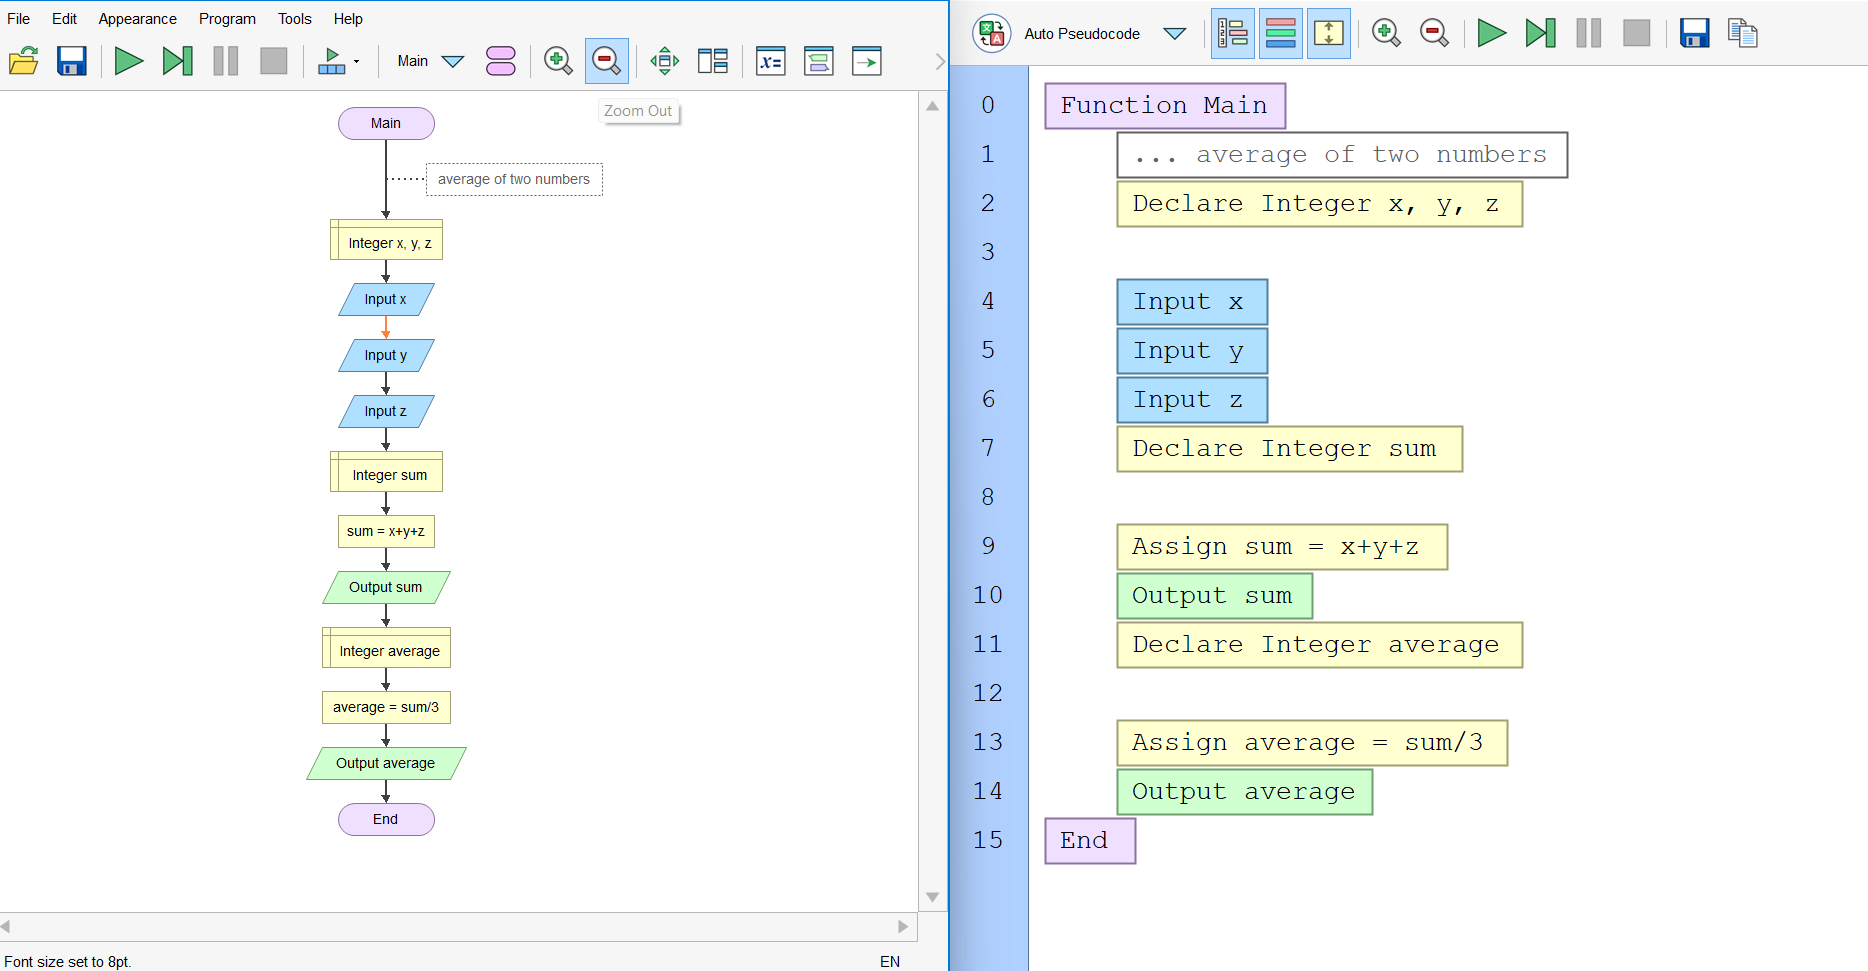 File Edit Appearance Program Tools Help
Main
x=
Zoom Out
Main
average of two numbers
Integer x, y, z
Input x
Input y
Input z
Integer sum
sum = x+y+z
Output sum
Integer average
average = sum/3
Output average
End
Font size set to 8pt.
EN
Auto Pseudocode
0 Function Main
1 ... average of two numbers
2 Declare Integer x, y, z
3
4 Input x
5 Input y
6 Input z
7 Declare Integer sum
8
9 Assign sum = x+y+z
10 Output sum
11 Declare Integer average
12
13 Assign average = sum/3
14 Output average
15 End